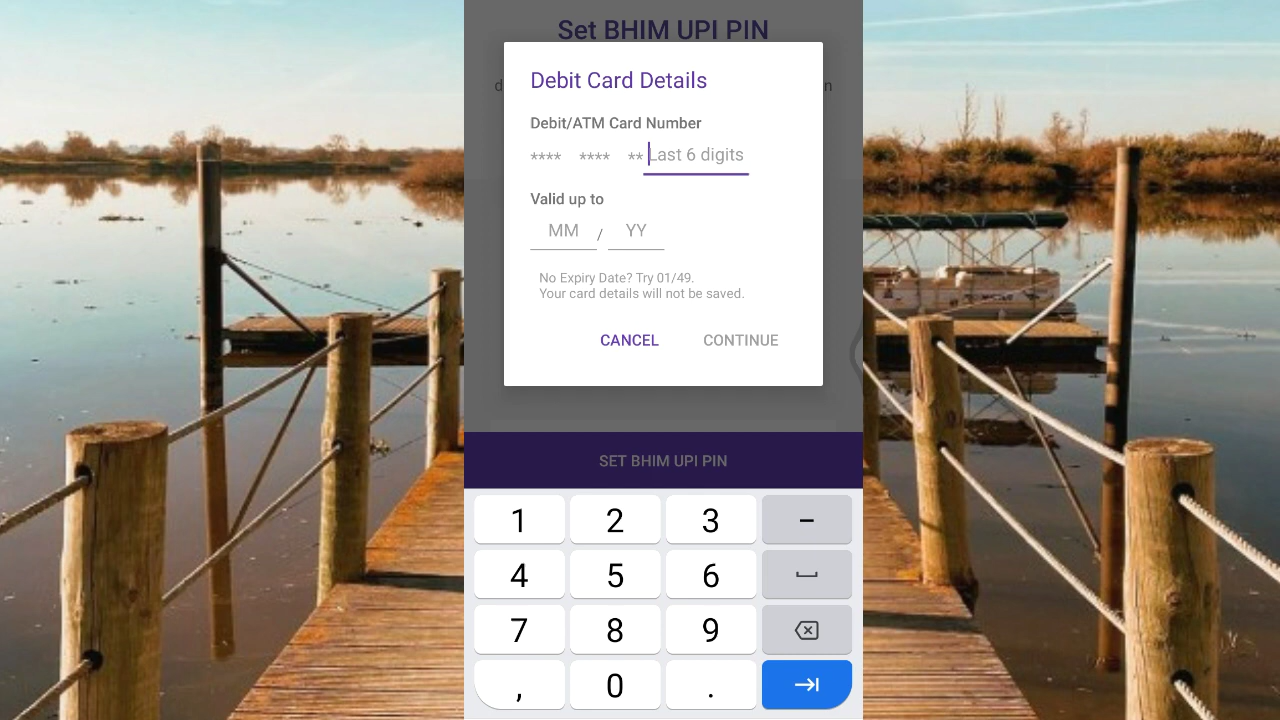 Set BHIM UPI PIN
d
n
Debit Card Details
Debit/ATM Card Number
**** **** ** Last 6 digits
Valid up to
MM / YY
No Expiry Date? Try 01/49.
Your card details will not be saved.
CANCEL CONTINUE
SET BHIM UPI PIN
1 2 3 -
4 5 6
7 8 9
, 0 .